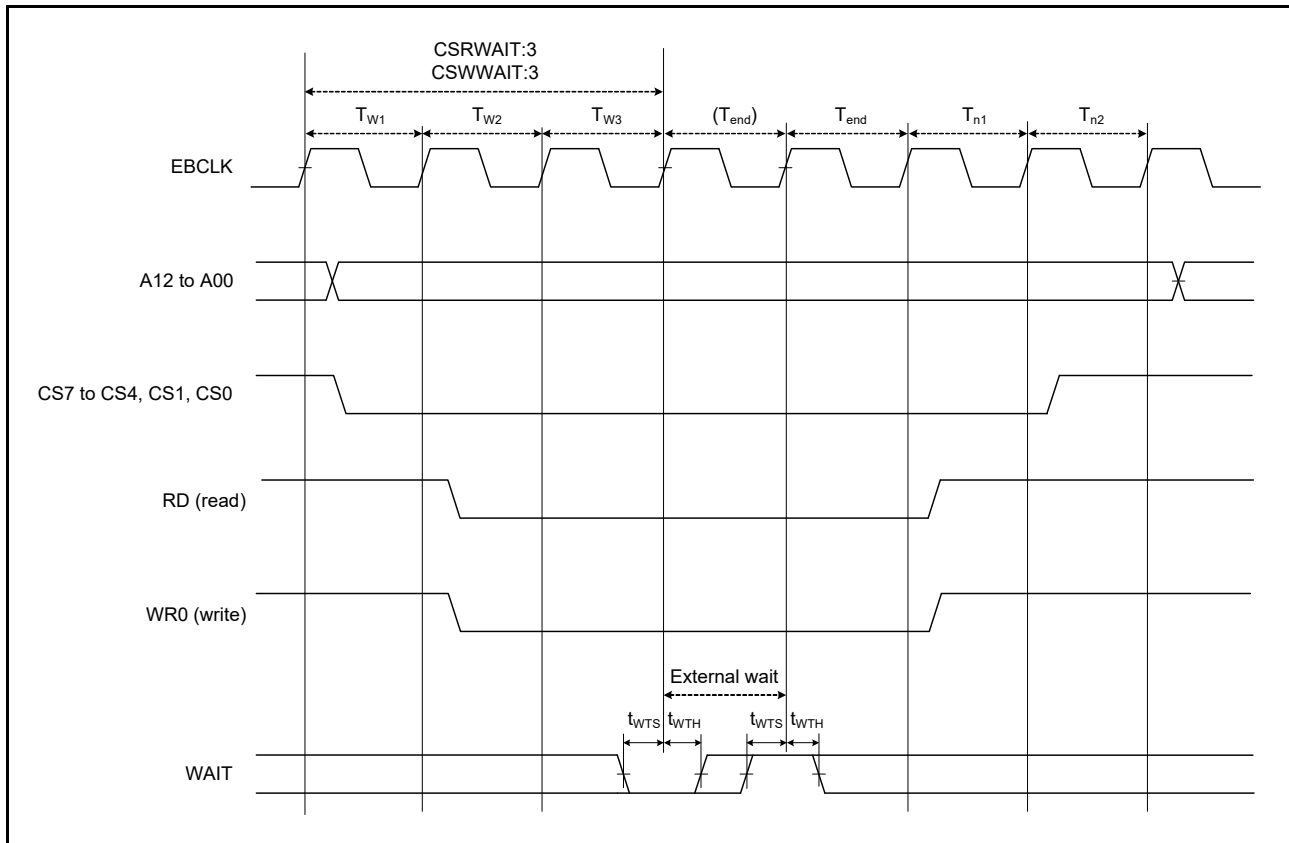 CSRWAIT:3
CSWWAIT:3
TW1 TW2 TW3 (Tend) Tend Tn1 Tn2
EBCLK
A12 to A00
CS7 to CS4, CS1, CS0
RD (read)
WR0 (write)
External wait
tWTS tWTH tWTS tWTH
WAIT